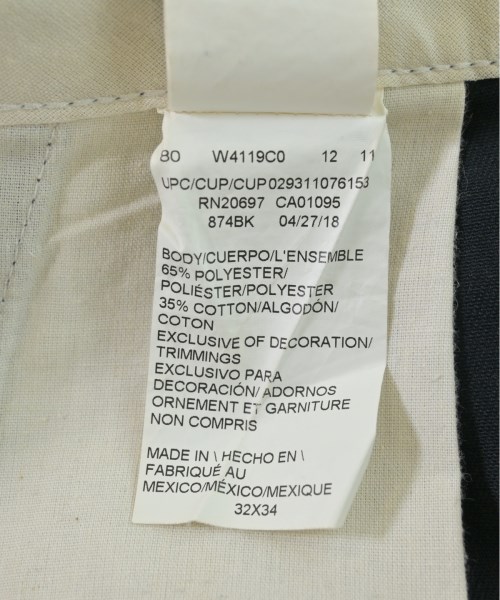 80 W4119C0 12 11
UPC/CUP/CUP029311076153
RN20697 CA01095
874BK 04/27/18
BODY/CUERPO/L'ENSEMBLE
65% POLYESTER/
POLIÉSTER/POLYESTER
35% COTTON/ALGODÓN/
COTON
EXCLUSIVE OF DECORATION/
TRIMMINGS
EXCLUSIVO PARA
DECORACIÓN/ADORNOS
ORNEMENT ET GARNITURE
NON COMPRIS
MADE IN \ HECHO EN \
FABRIQUÉ AU
MEXICO/MÉXICO/MEXIQUE
32X34